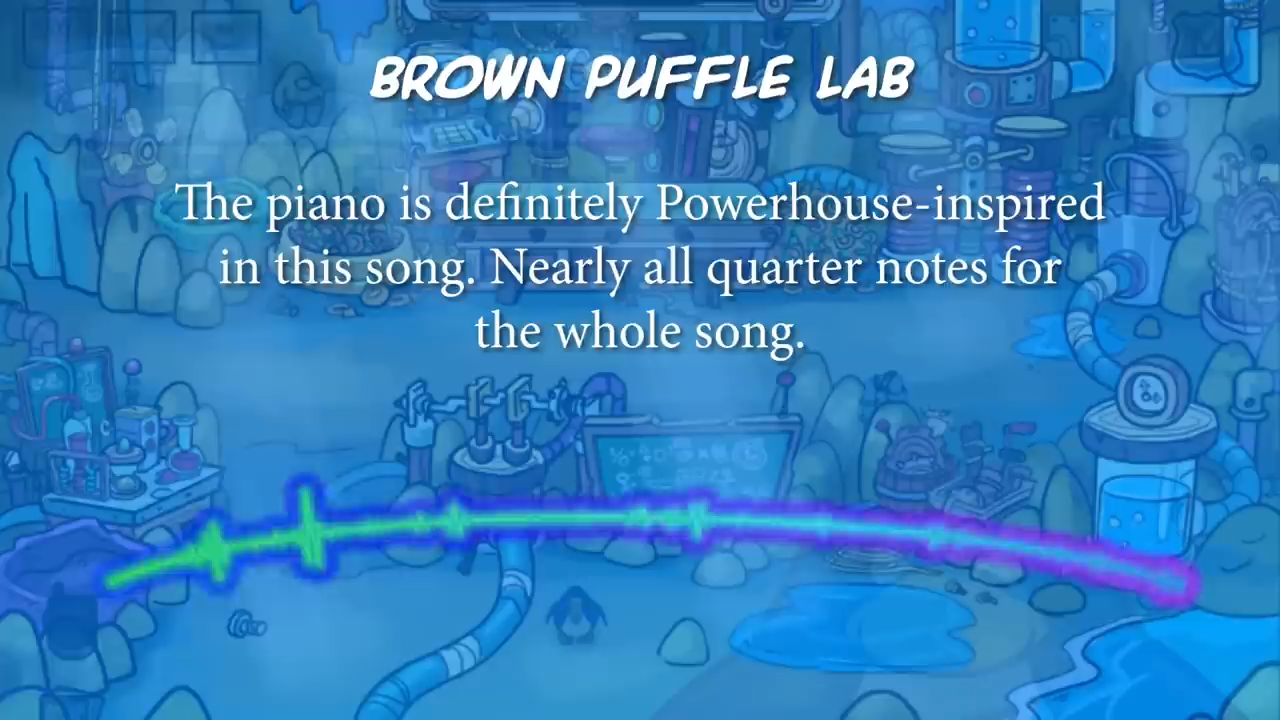 BROWN PUFFLE LAB
The piano is definitely Powerhouse-inspired
in this song. Nearly all quarter notes for
the whole song.